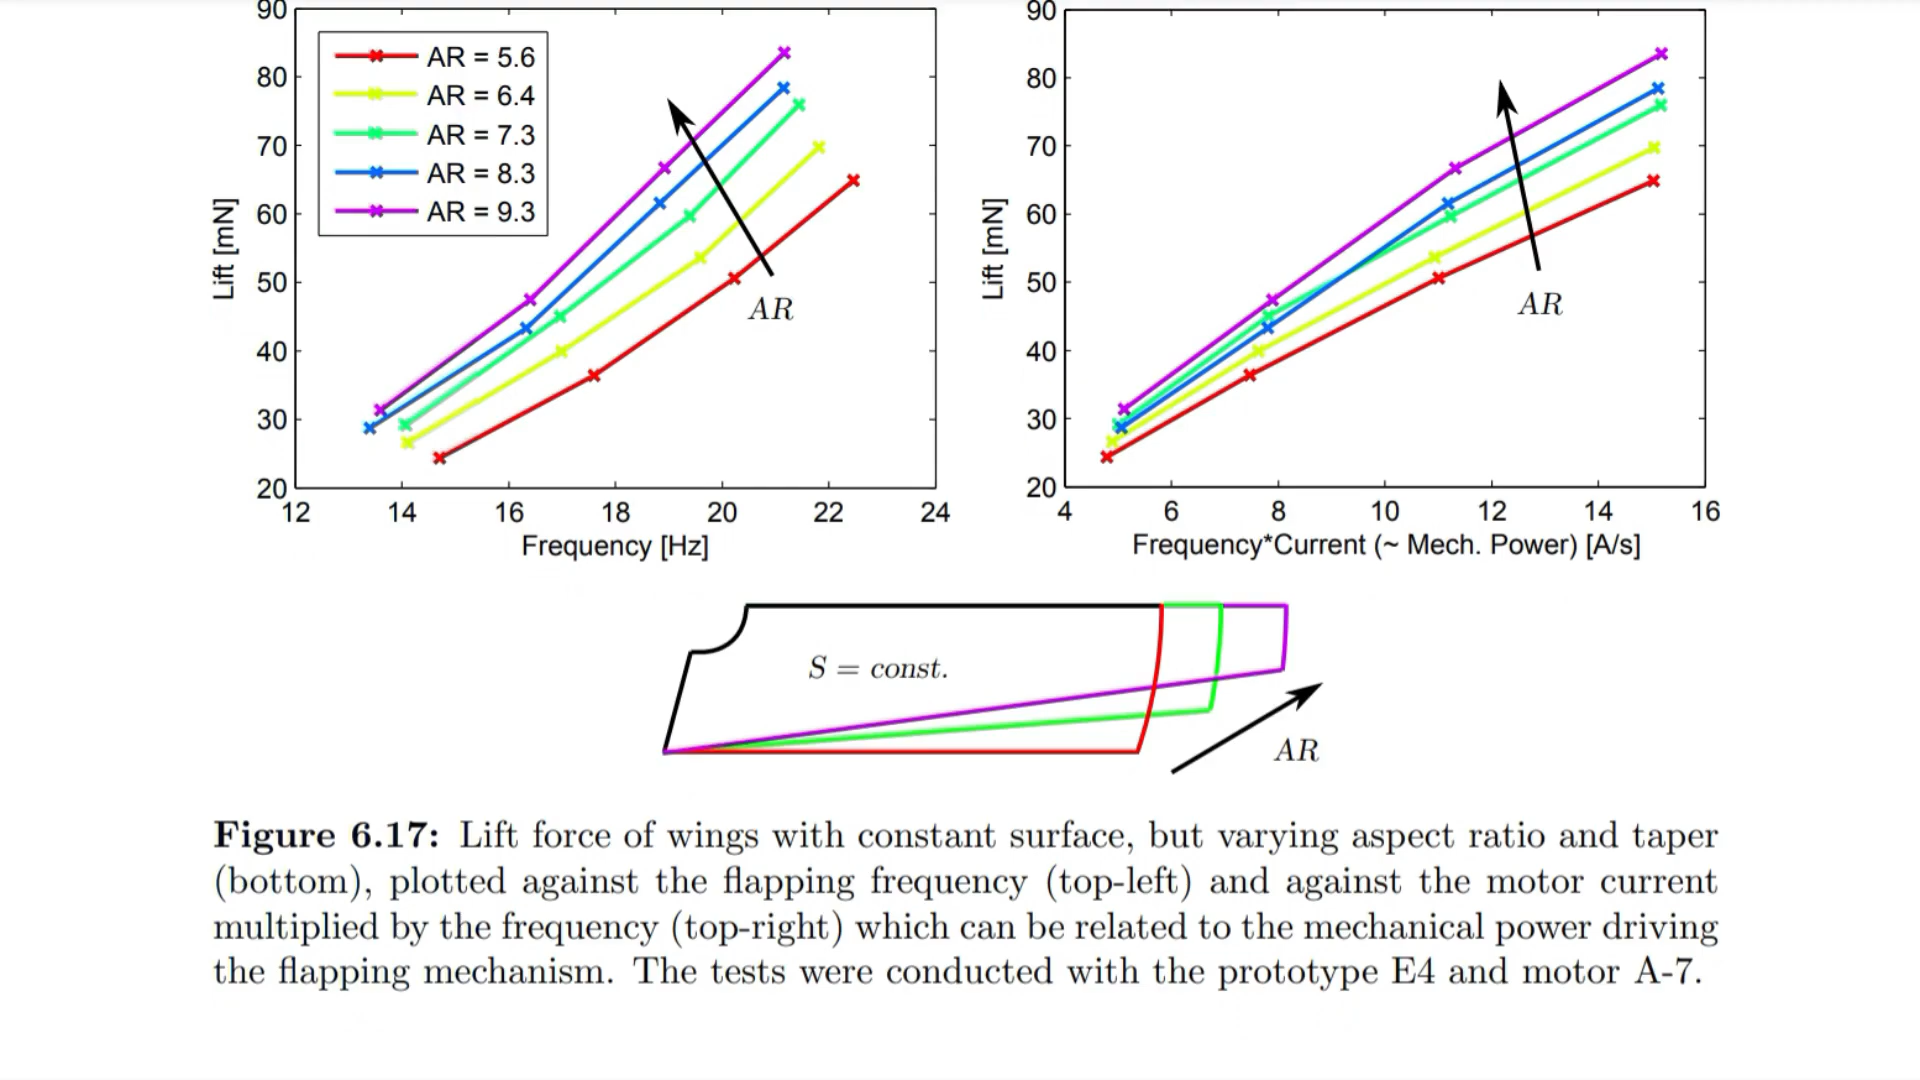 90
80
70
60
50
40
30
20
Lift [mN]
AR = 5.6
AR = 6.4
AR = 7.3
AR = 8.3
AR = 9.3
AR
12 14 16 18 20 22 24
Frequency [Hz]
90
80
70
60
50
40
30
20
Lift [mN]
AR
4 6 8 10 12 14 16
Frequency*Current (~ Mech. Power) [A/s]
S = const.
AR
Figure 6.17: Lift force of wings with constant surface, but varying aspect ratio and taper
(bottom), plotted against the flapping frequency (top-left) and against the motor current
multiplied by the frequency (top-right) which can be related to the mechanical power driving
the flapping mechanism. The tests were conducted with the prototype E4 and motor A-7.